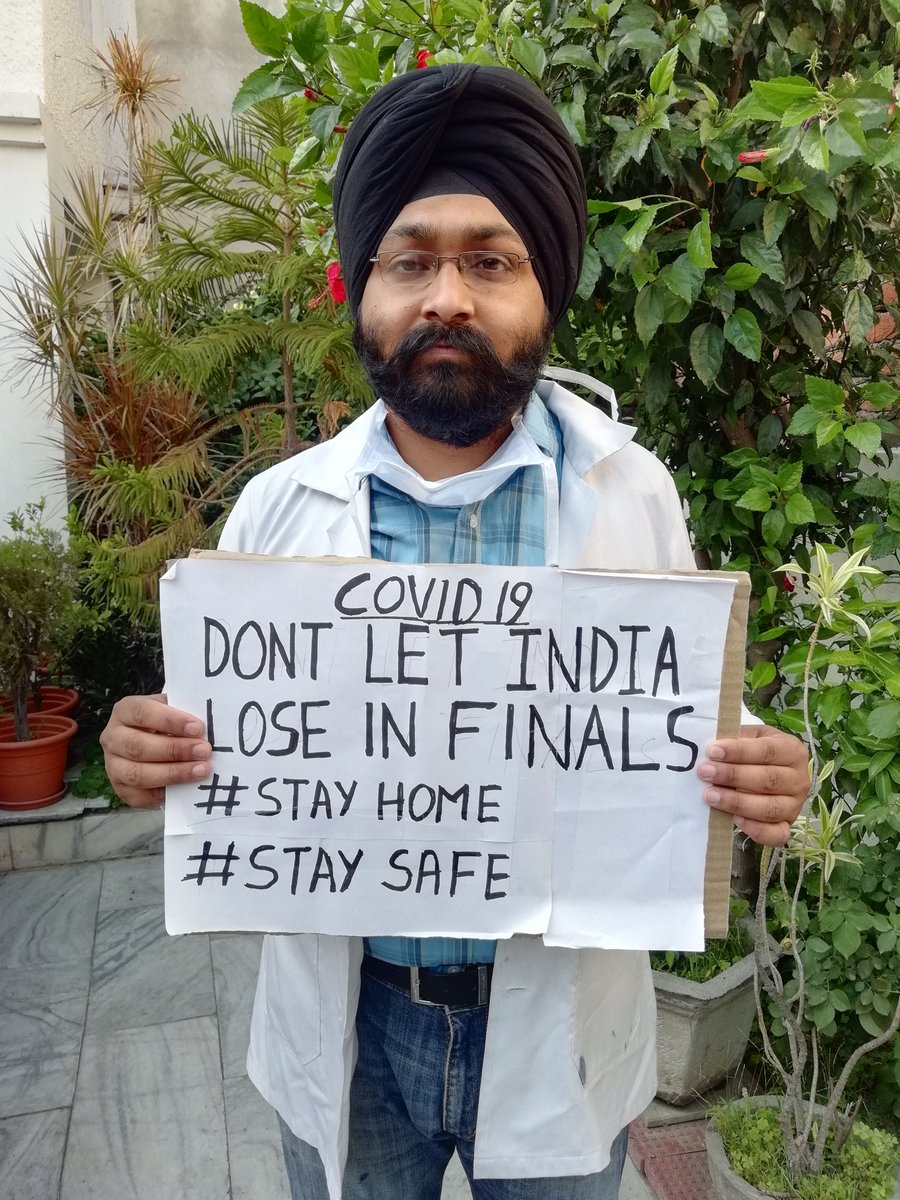 COVID 19
DONT LET INDIA
LOSE IN FINALS
#STAY HOME
#STAY SAFE